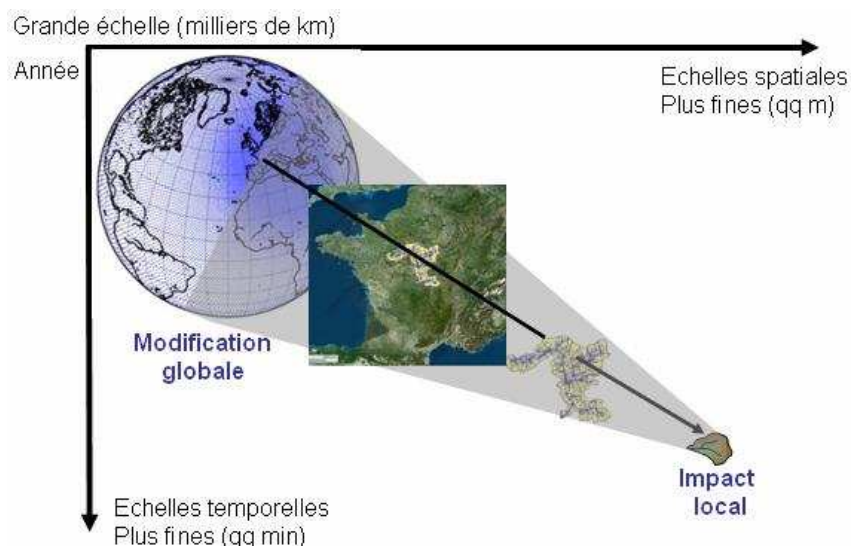 Grande échelle (milliers de km)
Année
Echelles spatiales
Plus fines (qq m)
Modification
globale
Impact
local
Echelles temporelles
Plus fines (qq min)